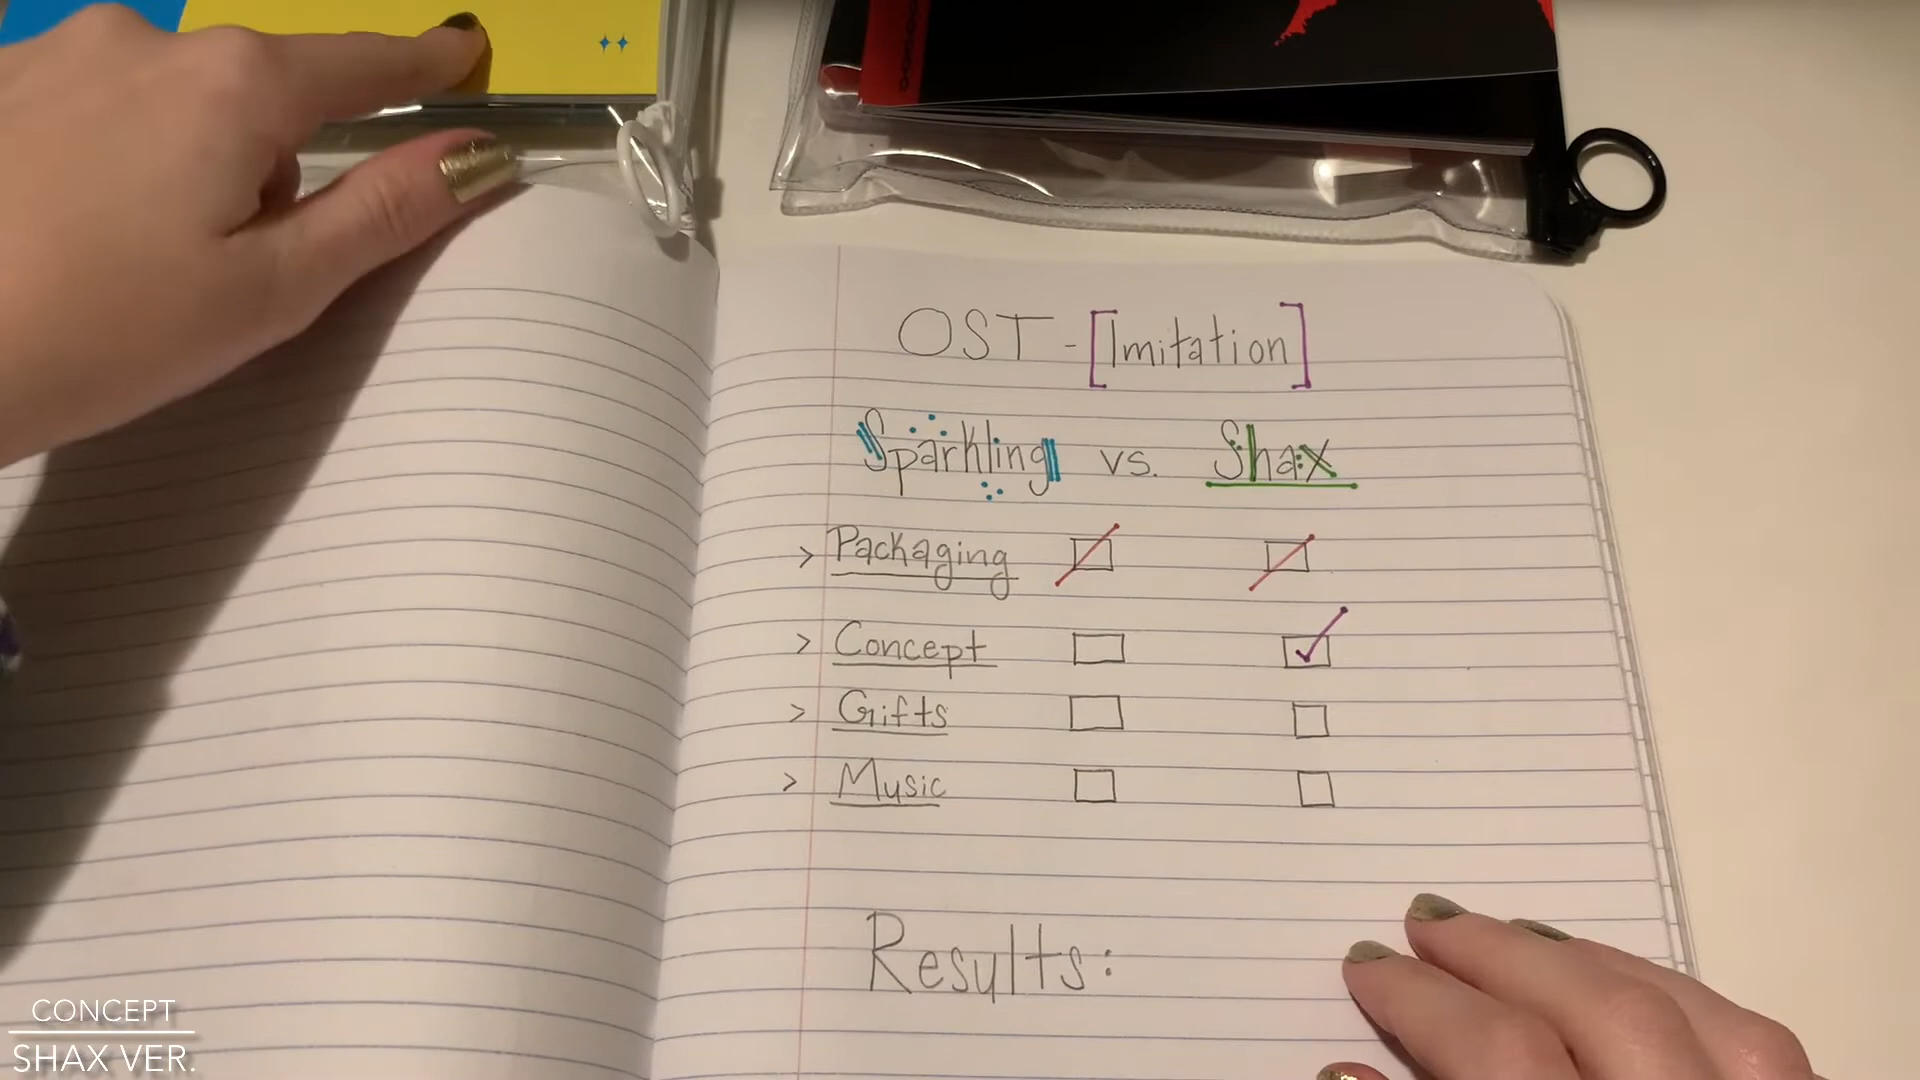 OST - [Imitation]
Sparkling vs. Shax
> Packaging
> Concept
> Gifts
> Music
Results:
CONCEPT
SHAX VER.